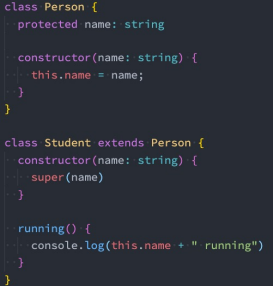 class Person {
  protected name: string

  constructor(name: string) {
    this.name = name;
  }
}

class Student extends Person {
  constructor(name: string) {
    super(name)
  }

  running() {
    console.log(this.name + " running")
  }
}